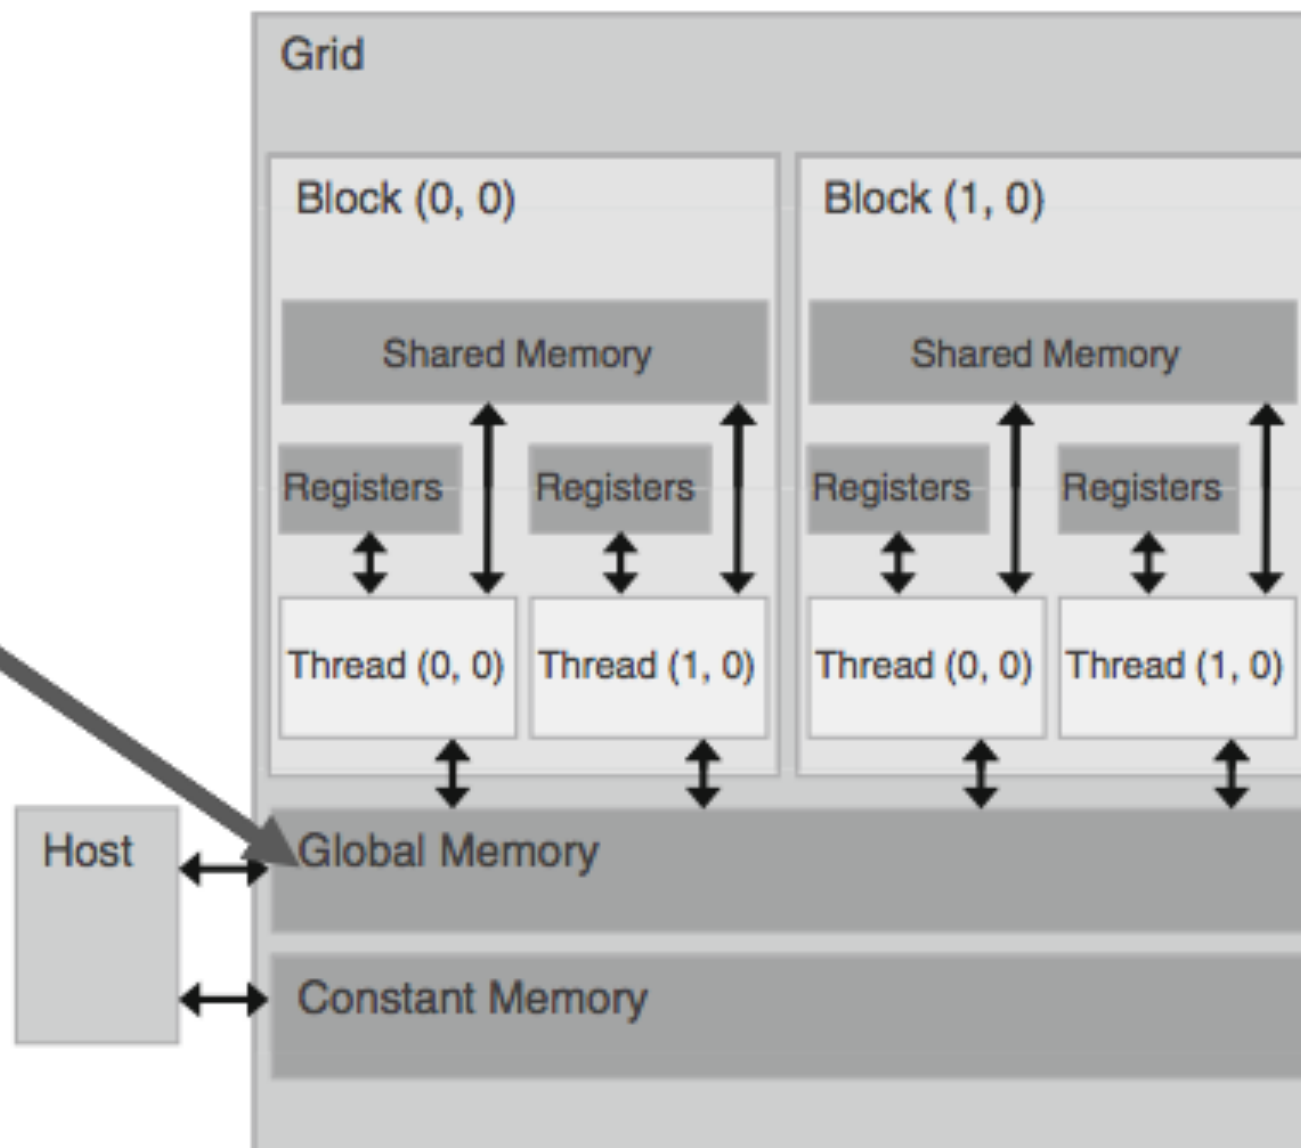 Grid
Block (0, 0)
Block (1, 0)
Shared Memory
Shared Memory
Registers
Registers
Registers
Registers
Thread (0, 0)
Thread (1, 0)
Thread (0, 0)
Thread (1, 0)
Host
Global Memory
Constant Memory